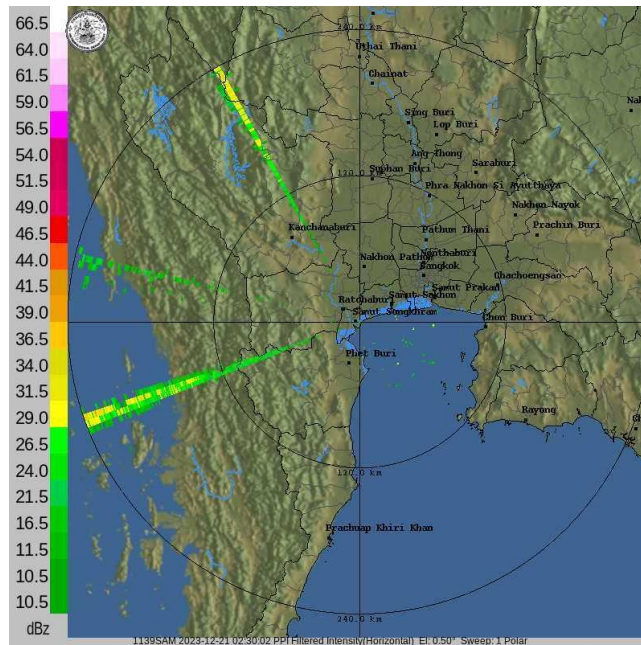 66.5
64.0
61.5
59.0
56.5
54.0
51.5
49.0
46.5
44.0
41.5
39.0
36.5
34.0
31.5
29.0
26.5
24.0
21.5
16.5
11.5
10.5
10.5
dBz
240.0 km
Uthai Thani
Chainat
Sing Buri
Lop Buri
Ang Thong
Saraburi
Suphan Buri
120.0 km
Phra Nakhon Si Ayutthaya
Nakhon Nayok
Kanchanaburi
Pathum Thani
Prachin Buri
Nonthaburi
Nakhon Pathom
Bangkok
Chachoengsao
Samut Prakan
Samut Sakhon
Ratchaburi
Samut Songkhram
Chon Buri
Phet Buri
Rayong
120.0 km
Prachuap Khiri Khan
240.0 km
1139SAM 2023-12-21 02:30:02 PPI Filtered Intensity(Horizontal) El: 0.50° Sweep: 1 Polar